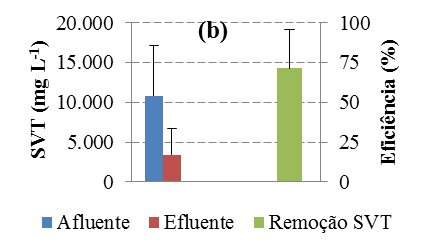 (b)
SVT (mg L-1)
20.000
15.000
10.000
5.000
0
100
75
50
25
0
Eficiência (%)
Afluente Efluente Remoção SVT